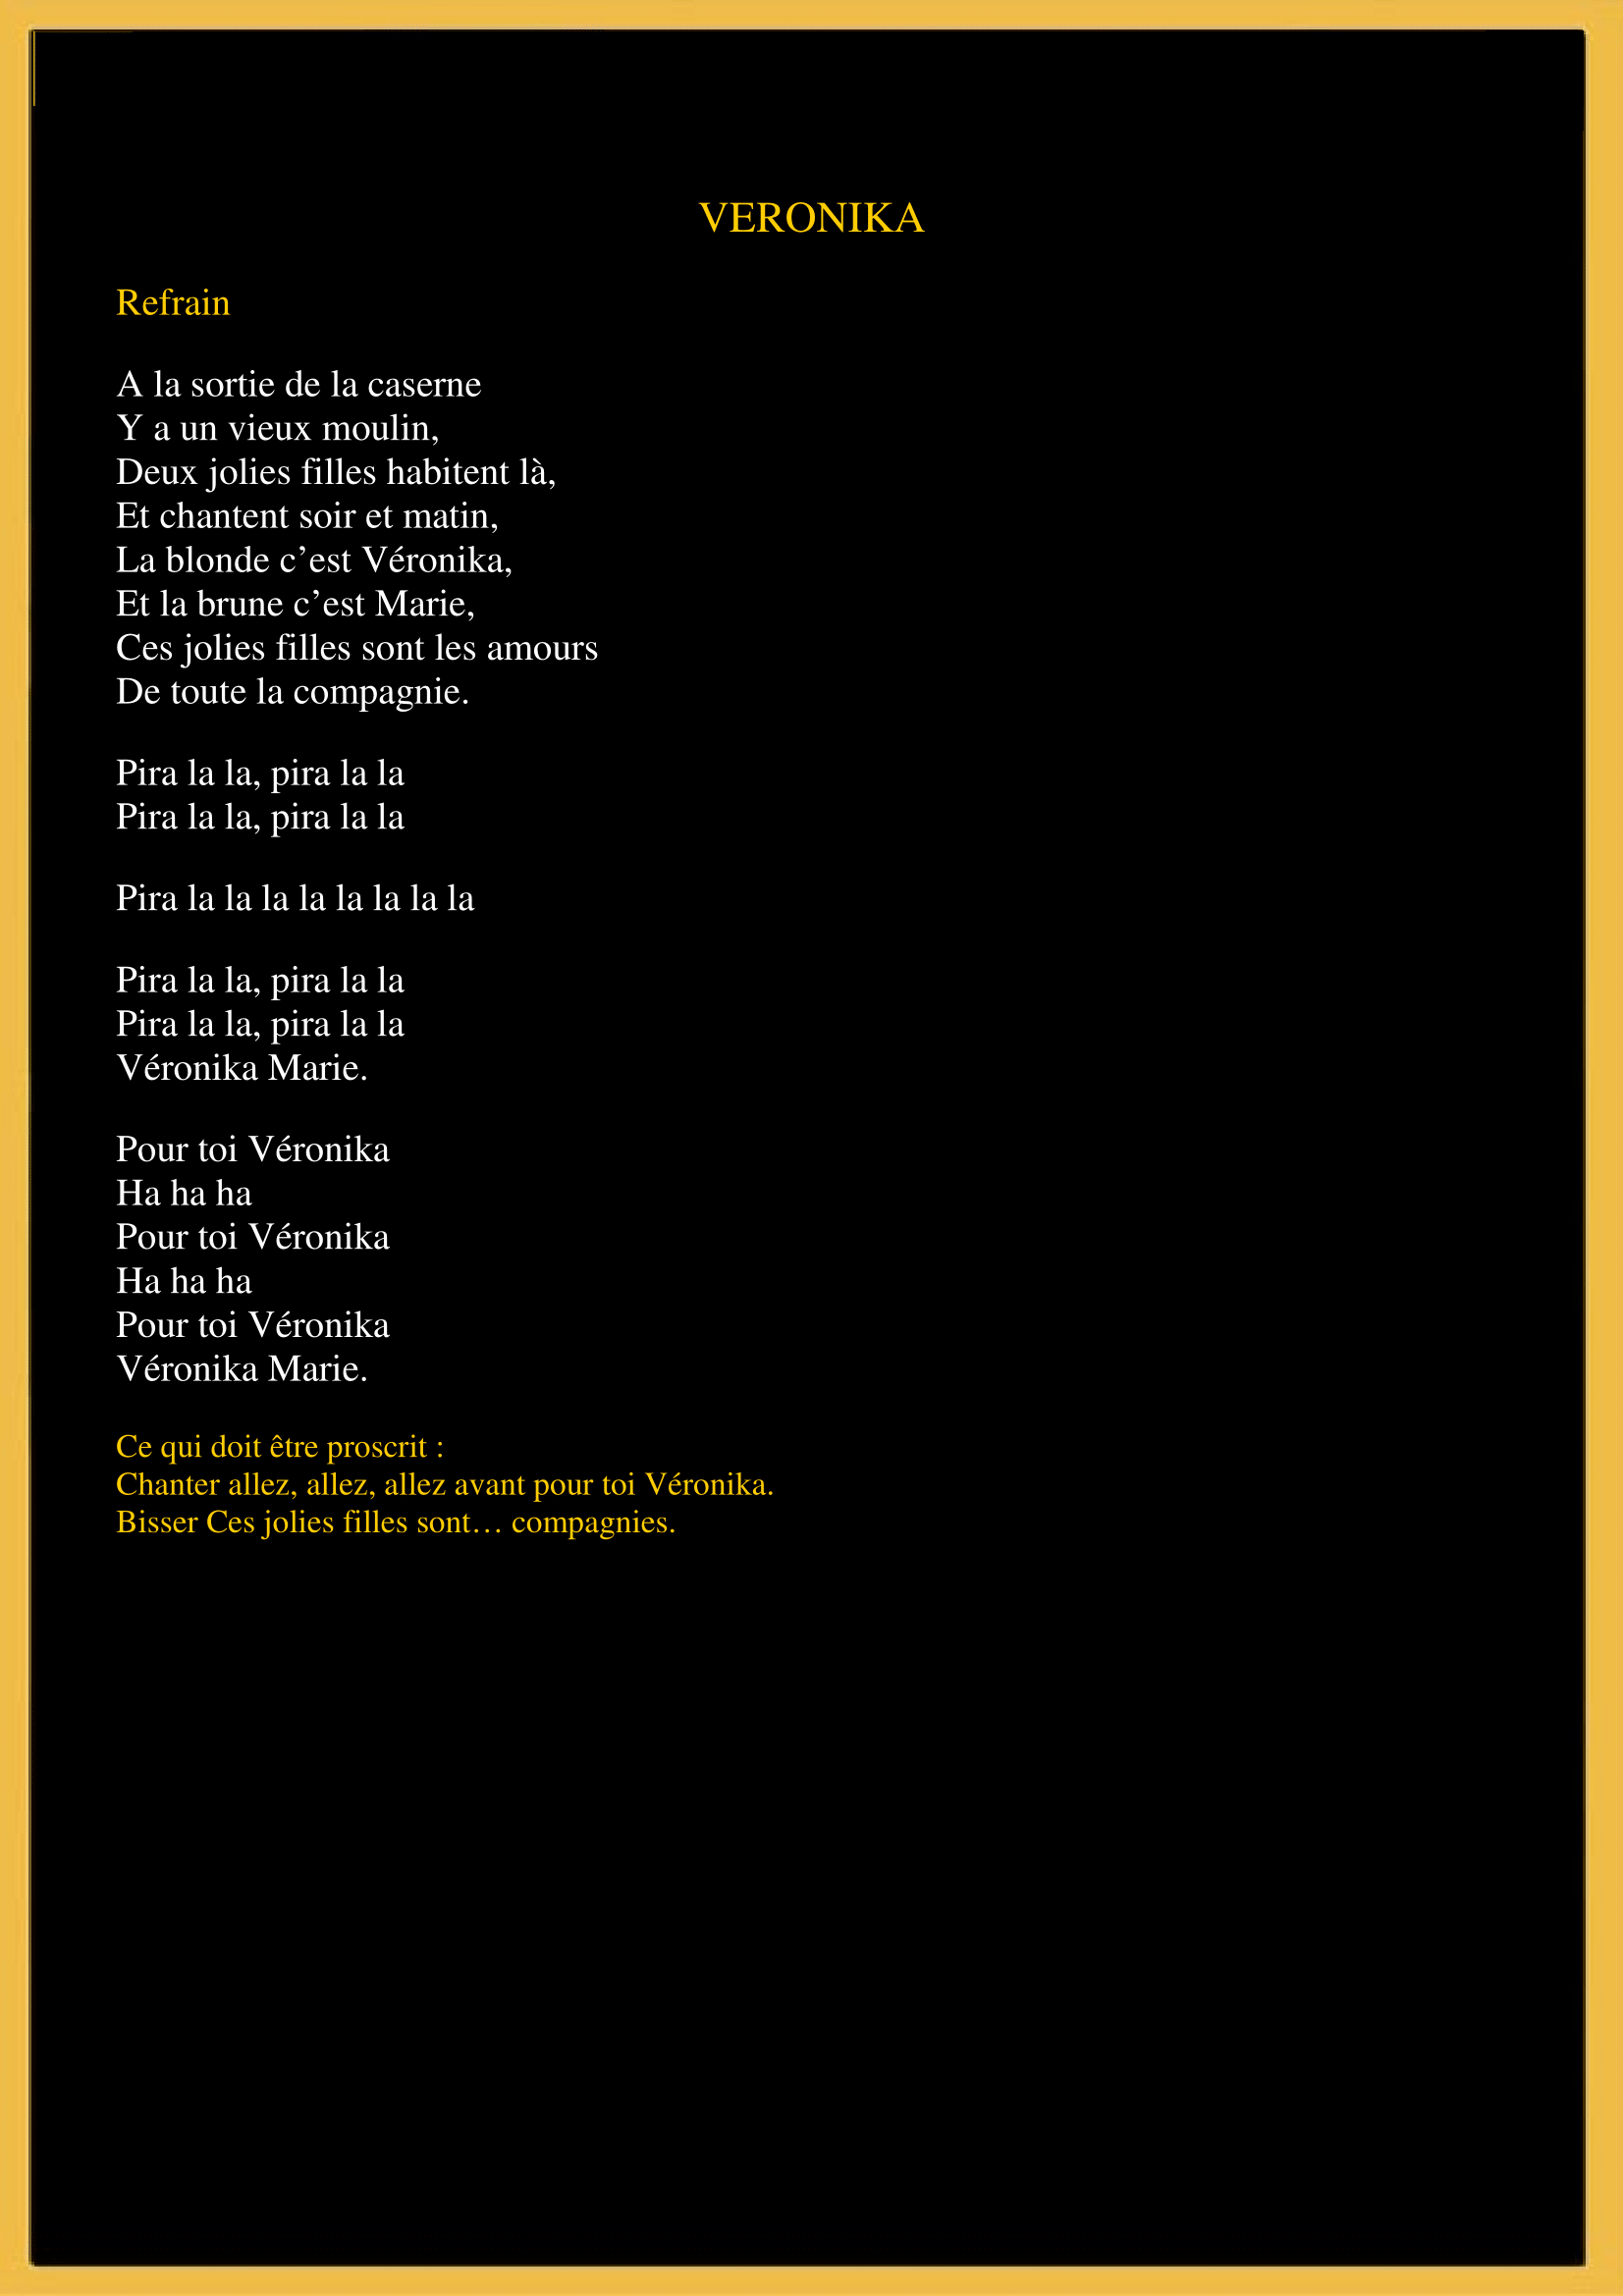 VERONIKA
Refrain
A la sortie de la caserne
Y a un vieux moulin,
Deux jolies filles habitent là,
Et chantent soir et matin,
La blonde c’est Véronika,
Et la brune c’est Marie,
Ces jolies filles sont les amours
De toute la compagnie.
Pira la la, pira la la
Pira la la, pira la la
Pira la la la la la la la la
Pira la la, pira la la
Pira la la, pira la la
Véronika Marie.
Pour toi Véronika
Ha ha ha
Pour toi Véronika
Ha ha ha
Pour toi Véronika
Véronika Marie.
Ce qui doit être proscrit :
Chanter allez, allez, allez avant pour toi Véronika.
Bisser Ces jolies filles sont… compagnies.